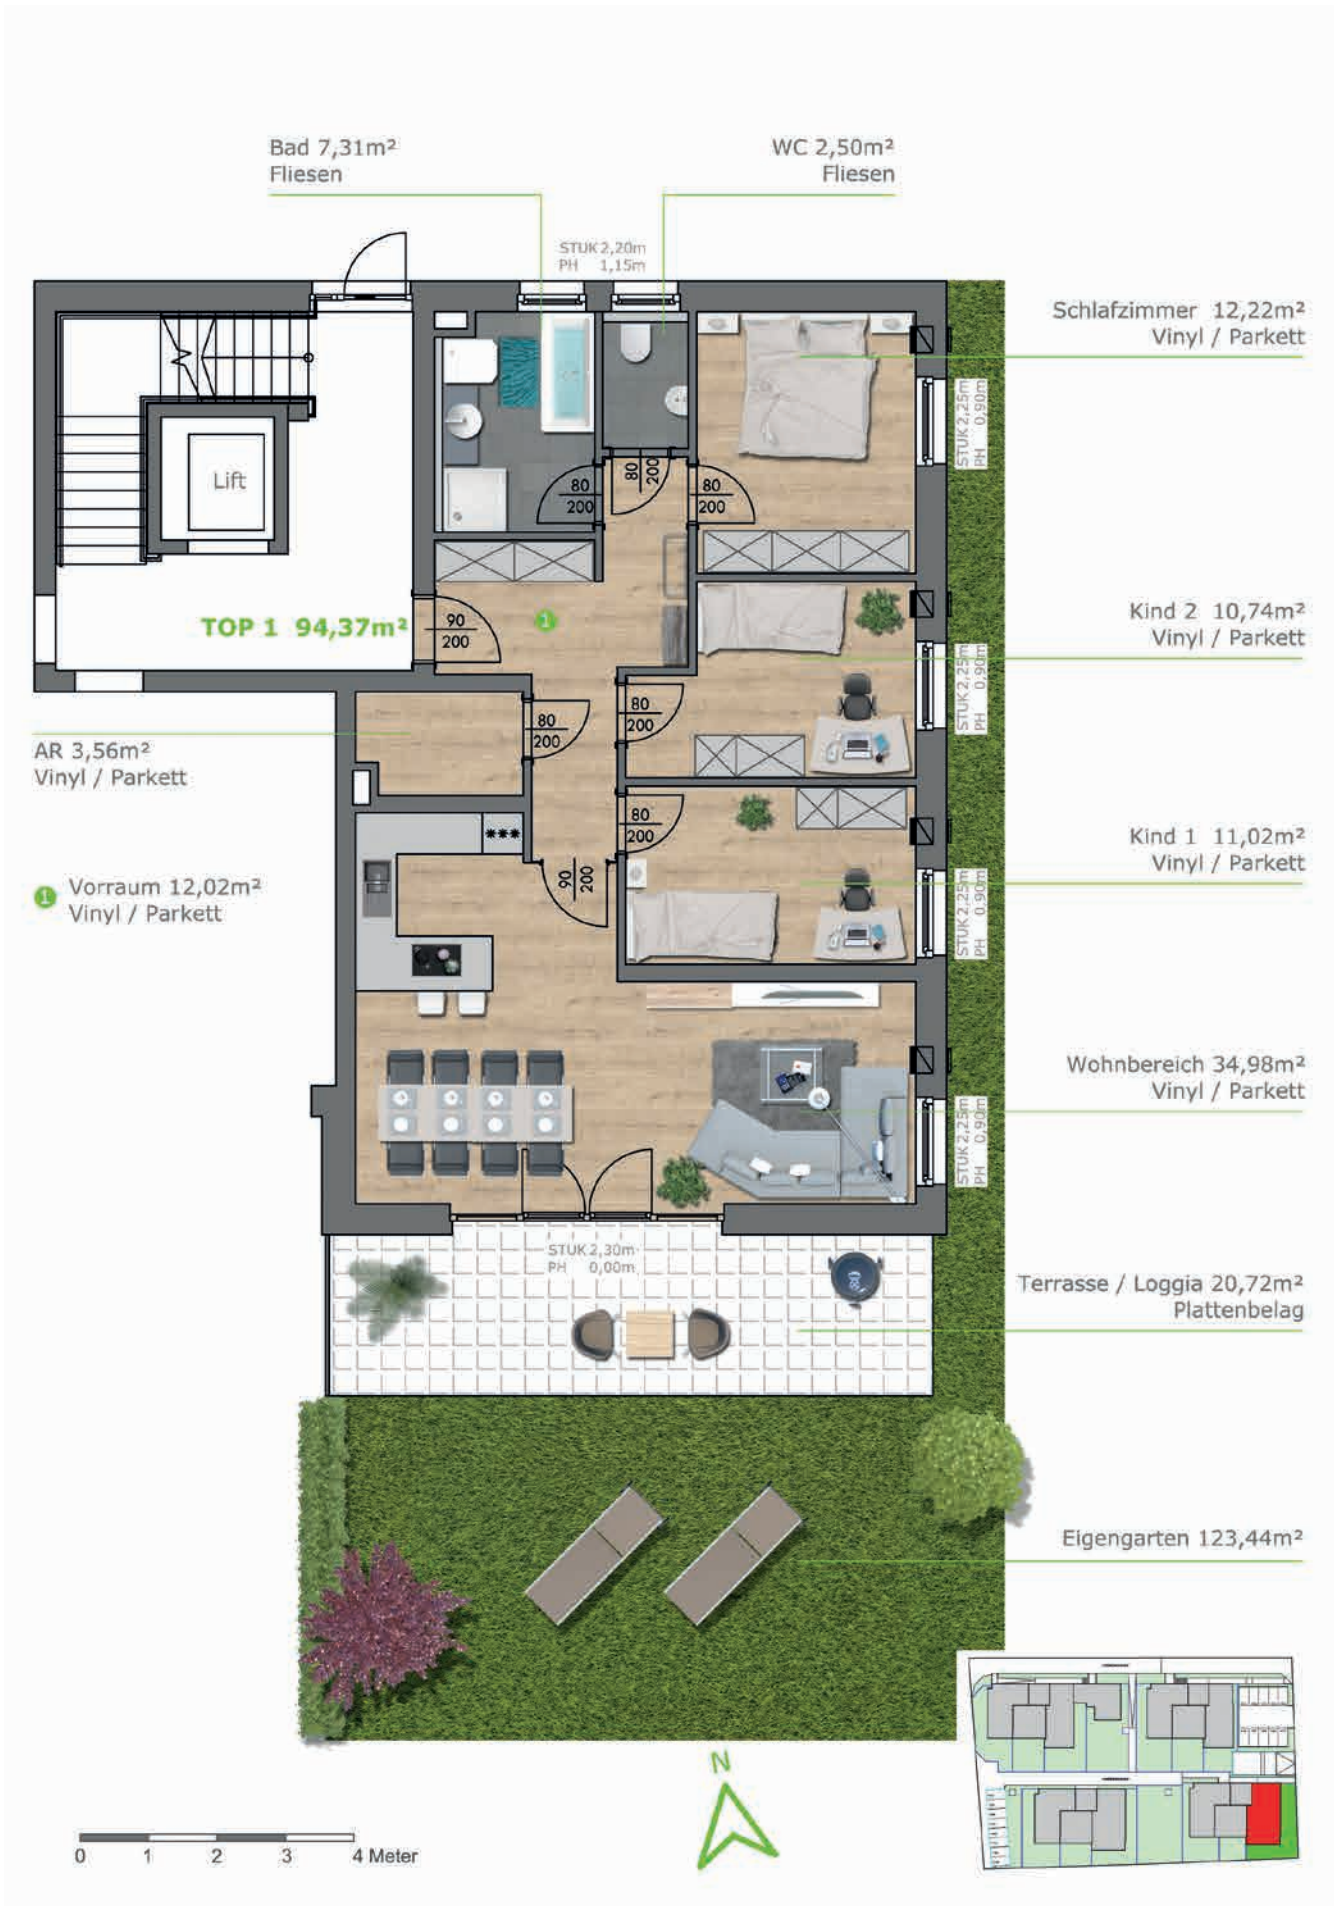 Bad 7,31m²
Fliesen
WC 2,50m²
Fliesen
STUK 2,20m
PH 1,15m
Schlafzimmer 12,22m²
Vinyl / Parkett
STUK 2,25m
PH 0,90m
Lift
80
200
80
200
80
200
TOP 1 94,37m²
90
200
1
Kind 2 10,74m²
Vinyl / Parkett
STUK 2,25m
PH 0,90m
80
200
80
200
AR 3,56m²
Vinyl / Parkett
80
200
***
Kind 1 11,02m²
Vinyl / Parkett
STUK 2,25m
PH 0,90m
90
200
1 Vorraum 12,02m²
Vinyl / Parkett
Wohnbereich 34,98m²
Vinyl / Parkett
STUK 2,25m
PH 0,90m
STUK 2,30m
PH 0,00m
Terrasse / Loggia 20,72m²
Plattenbelag
Eigengarten 123,44m²
N
0 1 2 3 4 Meter